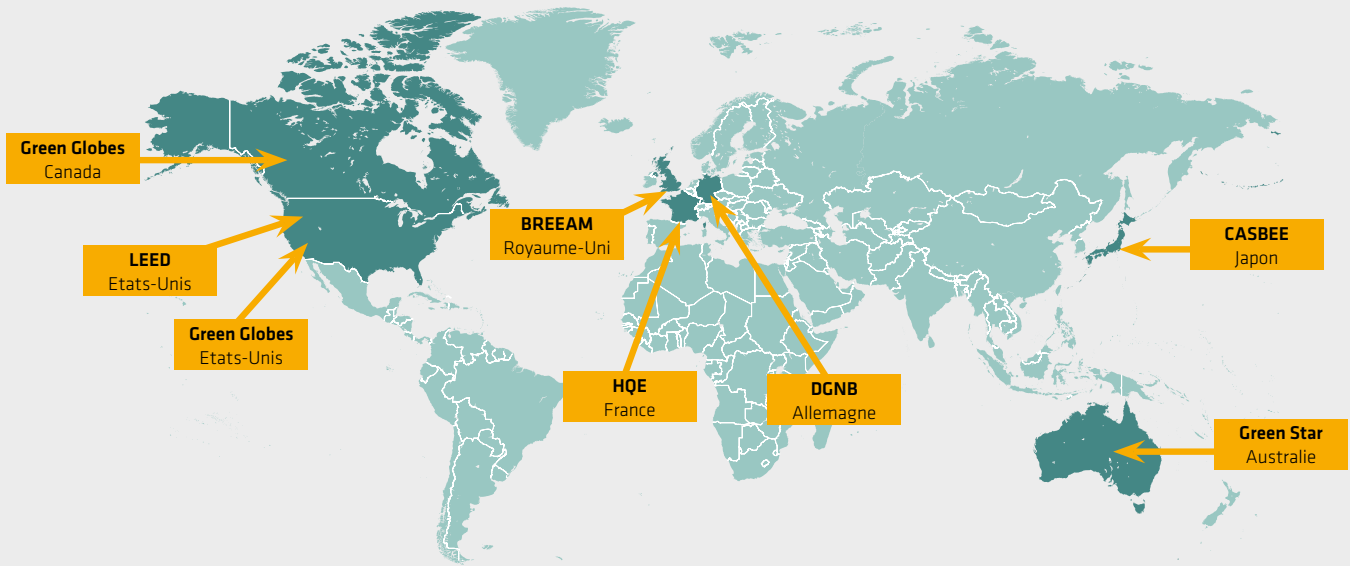 Green Globes
Canada
LEED
Etats-Unis
Green Globes
Etats-Unis
BREEAM
Royaume-Uni
HQE
France
DGNB
Allemagne
CASBEE
Japon
Green Star
Australie